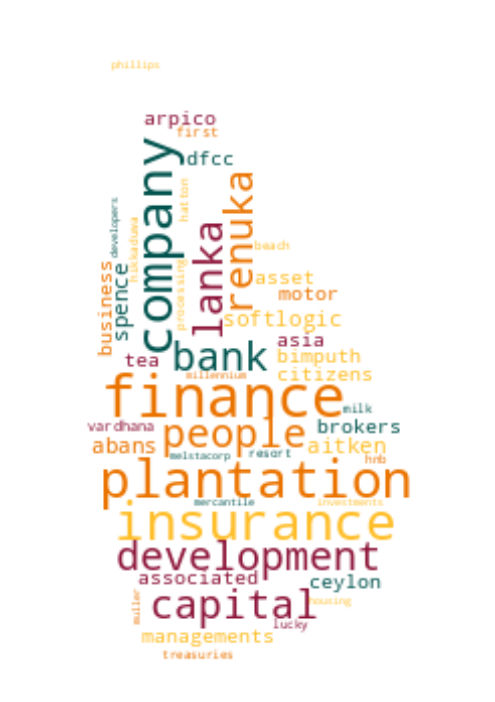 phillips
arpico
first
dfcc
company
hatton
renuka
developers
hikkaduwa
lanka
beach
spence
business
processing
asset
motor
softlogic
asia
bank
bimputh
tea
citizens
millennium
finance
milk
people
brokers
vardhana
abans
aitken
melstacorp
resort
hnb
plantation
mercantile
investments
insurance
development
associated
ceylon
capital
housing
muller
lucky
managements
treasuries